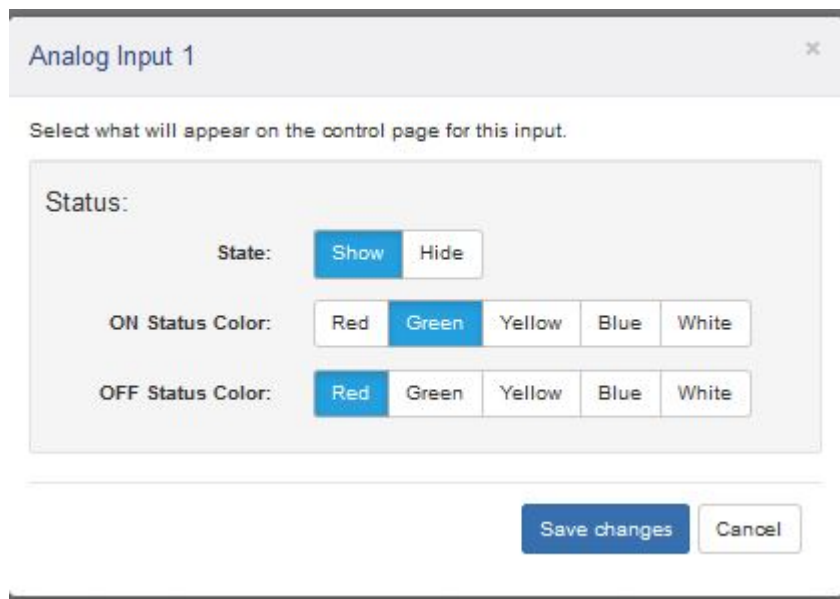 Analog Input 1
×
Select what will appear on the control page for this input.
Status:
State: Show Hide
ON Status Color: Red Green Yellow Blue White
OFF Status Color: Red Green Yellow Blue White
Save changes Cancel